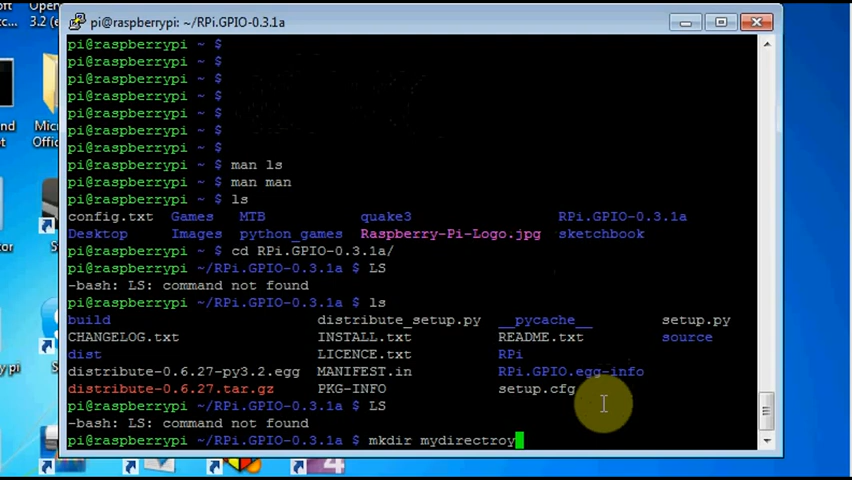 pi@raspberrypi: ~/RPi.GPIO-0.3.1a
pi@raspberrypi ~ $
pi@raspberrypi ~ $
pi@raspberrypi ~ $
pi@raspberrypi ~ $
pi@raspberrypi ~ $
pi@raspberrypi ~ $
pi@raspberrypi ~ $
pi@raspberrypi ~ $ man ls
pi@raspberrypi ~ $ man man
pi@raspberrypi ~ $ ls
config.txt Games MTB quake3 RPi.GPIO-0.3.1a
Desktop Images python_games Raspberry-Pi-Logo.jpg sketchbook
pi@raspberrypi ~ $ cd RPi.GPIO-0.3.1a/
pi@raspberrypi ~/RPi.GPIO-0.3.1a $ LS
-bash: LS: command not found
pi@raspberrypi ~/RPi.GPIO-0.3.1a $ ls
build distribute_setup.py __pycache__ setup.py
CHANGELOG.txt INSTALL.txt README.txt source
dist LICENCE.txt RPi
distribute-0.6.27-py3.2.egg MANIFEST.in RPi.GPIO.egg-info
distribute-0.6.27.tar.gz PKG-INFO setup.cfg
pi@raspberrypi ~/RPi.GPIO-0.3.1a $ LS
-bash: LS: command not found
pi@raspberrypi ~/RPi.GPIO-0.3.1a $ mkdir mydirectroy
3.2 (
Mic
Offic